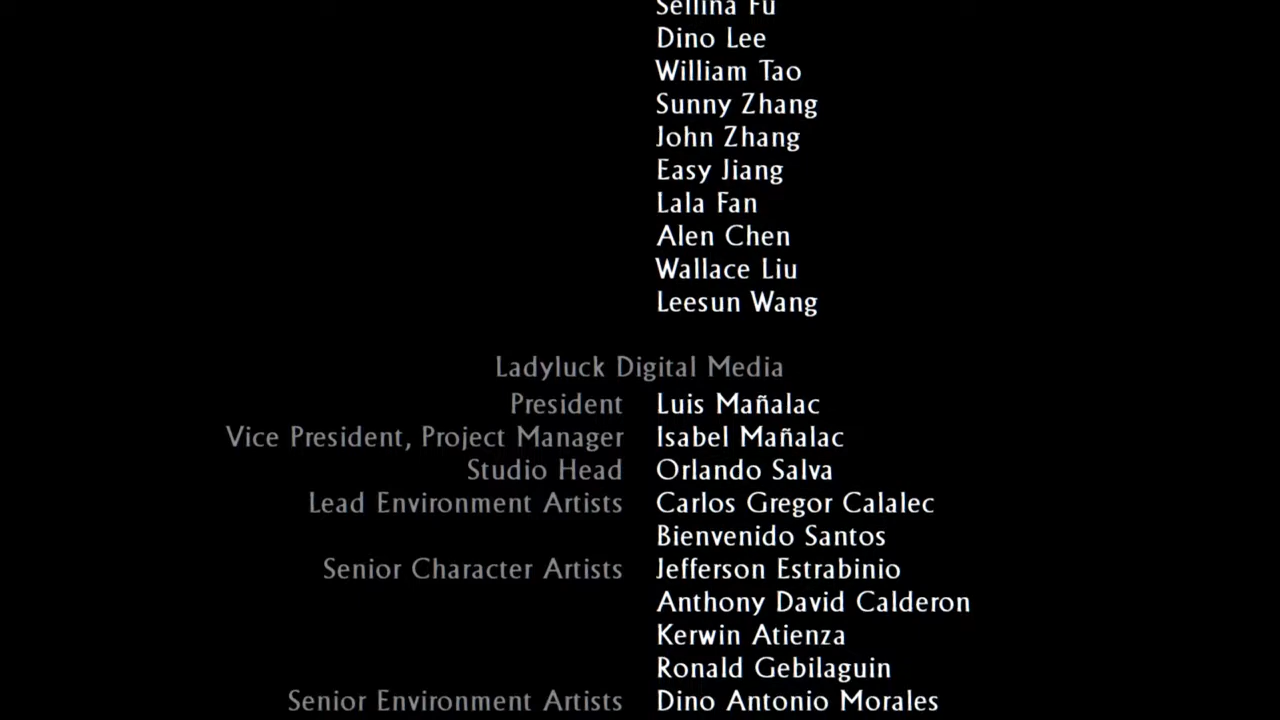 Sellina Fu
Dino Lee
William Tao
Sunny Zhang
John Zhang
Easy Jiang
Lala Fan
Alen Chen
Wallace Liu
Leesun Wang
Ladyluck Digital Media
President Luis Mañalac
Vice President, Project Manager Isabel Mañalac
Studio Head Orlando Salva
Lead Environment Artists Carlos Gregor Calalec
Bienvenido Santos
Senior Character Artists Jefferson Estrabinio
Anthony David Calderon
Kerwin Atienza
Ronald Gebilaguin
Senior Environment Artists Dino Antonio Morales